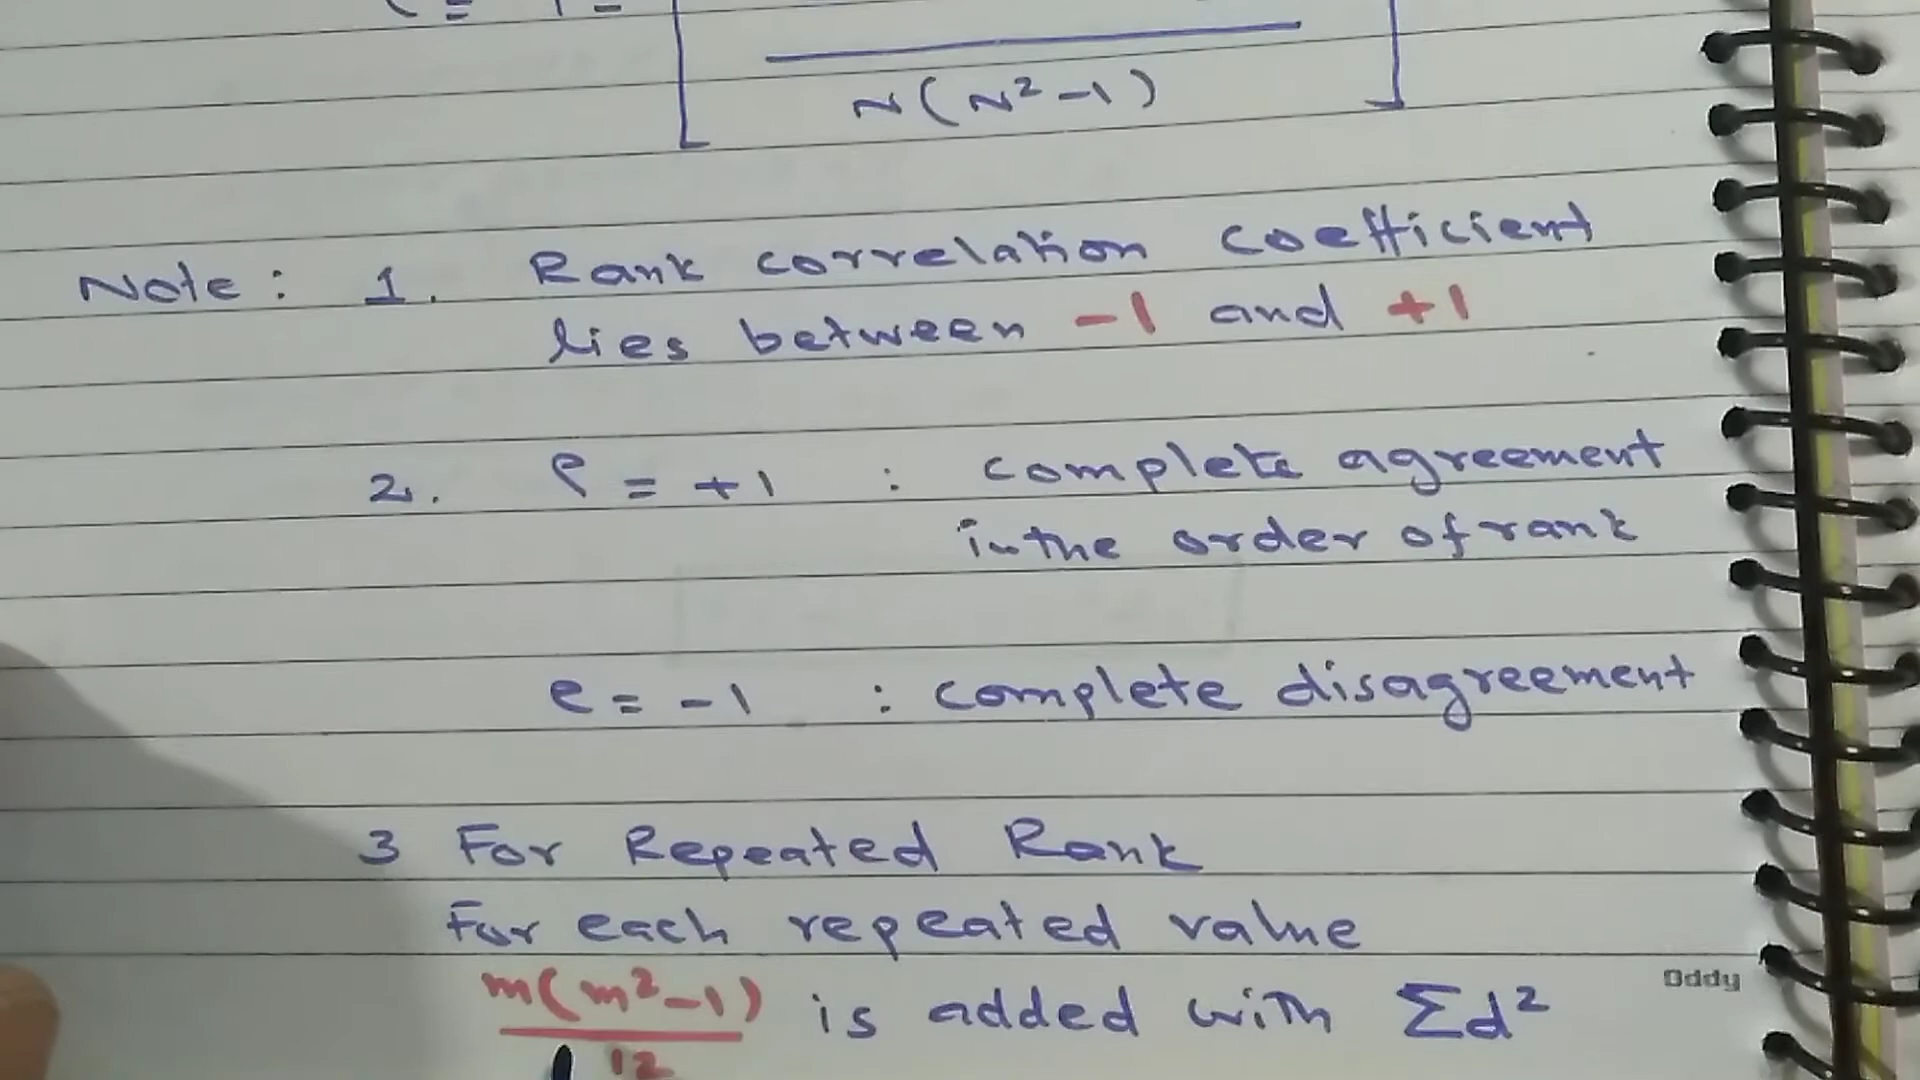 N(N²-1)
Note: 1. Rank correlation coefficient
lies between -1 and +1
2. ρ = +1 : complete agreement
in the order of rank
ρ = -1 : complete disagreement
3 For Repeated Rank
For each repeated value
m(m²-1)/12 is added with Σd²
Oddy